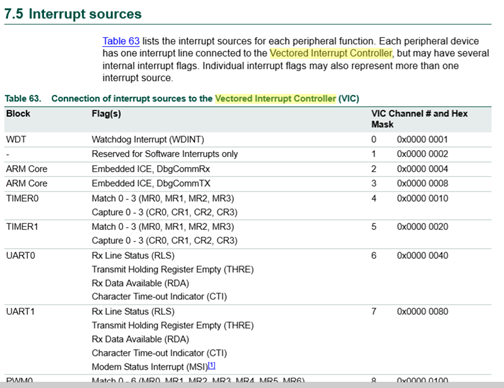 7.5 Interrupt sources
Table 63 lists the interrupt sources for each peripheral function. Each peripheral device
has one interrupt line connected to the Vectored Interrupt Controller, but may have several
internal interrupt flags. Individual interrupt flags may also represent more than one
interrupt source.
Table 63. Connection of interrupt sources to the Vectored Interrupt Controller (VIC)
Block Flag(s) VIC Channel # and Hex
Mask
WDT Watchdog Interrupt (WDINT) 0 0x0000 0001
- Reserved for Software Interrupts only 1 0x0000 0002
ARM Core Embedded ICE, DbgCommRx 2 0x0000 0004
ARM Core Embedded ICE, DbgCommTX 3 0x0000 0008
TIMER0 Match 0 - 3 (MR0, MR1, MR2, MR3) 4 0x0000 0010
Capture 0 - 3 (CR0, CR1, CR2, CR3)
TIMER1 Match 0 - 3 (MR0, MR1, MR2, MR3) 5 0x0000 0020
Capture 0 - 3 (CR0, CR1, CR2, CR3)
UART0 Rx Line Status (RLS) 6 0x0000 0040
Transmit Holding Register Empty (THRE)
Rx Data Available (RDA)
Character Time-out Indicator (CTI)
UART1 Rx Line Status (RLS) 7 0x0000 0080
Transmit Holding Register Empty (THRE)
Rx Data Available (RDA)
Character Time-out Indicator (CTI)
Modem Status Interrupt (MSI)[1]
PWM0 Match 0 - 6 (MR0, MR1, MR2, MR3, MR4, MR5, MR6) 8 0x0000 0100